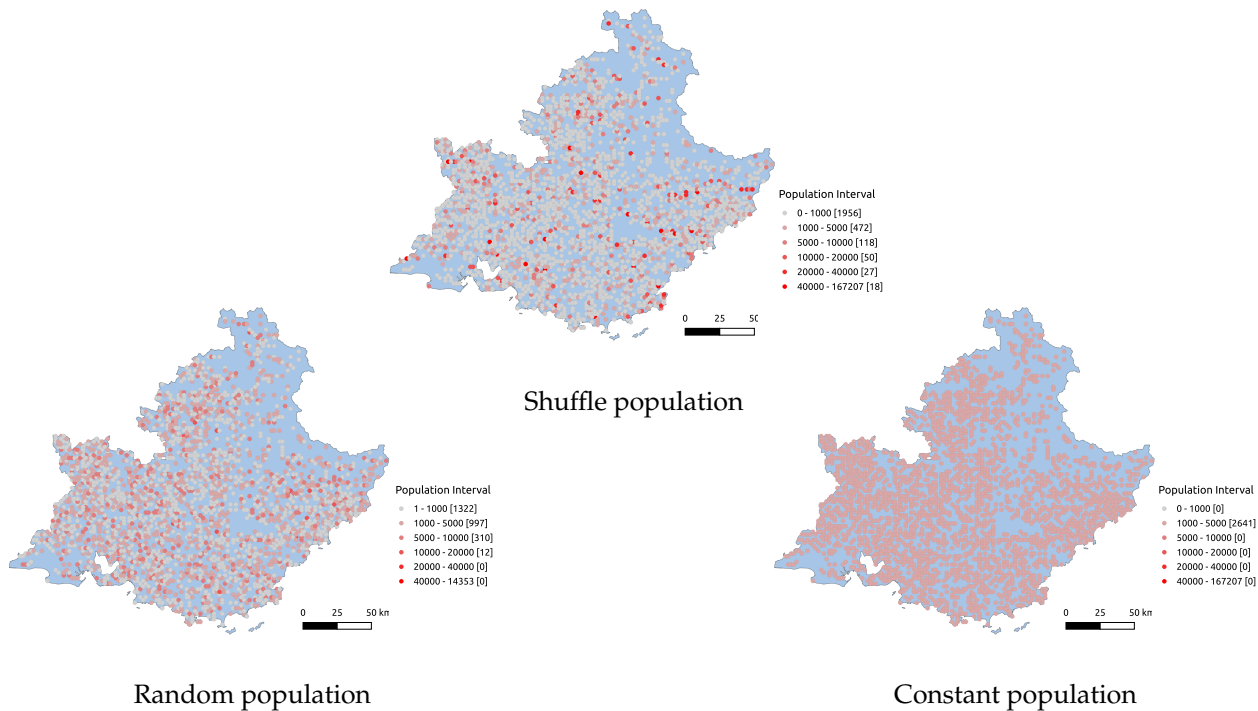 Population Interval
0 - 1000 [1956]
1000 - 5000 [472]
5000 - 10000 [118]
10000 - 20000 [50]
20000 - 40000 [27]
40000 - 167207 [18]
0 25 50
Shuffle population
Population Interval
1 - 1000 [1322]
1000 - 5000 [997]
5000 - 10000 [310]
10000 - 20000 [12]
20000 - 40000 [0]
40000 - 14353 [0]
0 25 50 km
Random population
Population Interval
0 - 1000 [0]
1000 - 5000 [2641]
5000 - 10000 [0]
10000 - 20000 [0]
20000 - 40000 [0]
40000 - 167207 [0]
0 25 50 km
Constant population